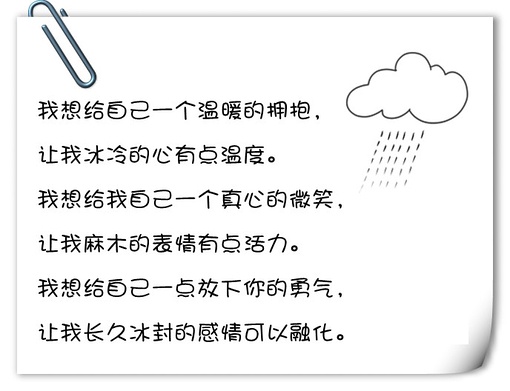 我想给自己一个温暖的拥抱，
让我冰冷的心有点温度。
我想给我自己一个真心的微笑，
让我麻木的表情有点活力。
我想给自己一点放下你的勇气，
让我长久冰封的感情可以融化。